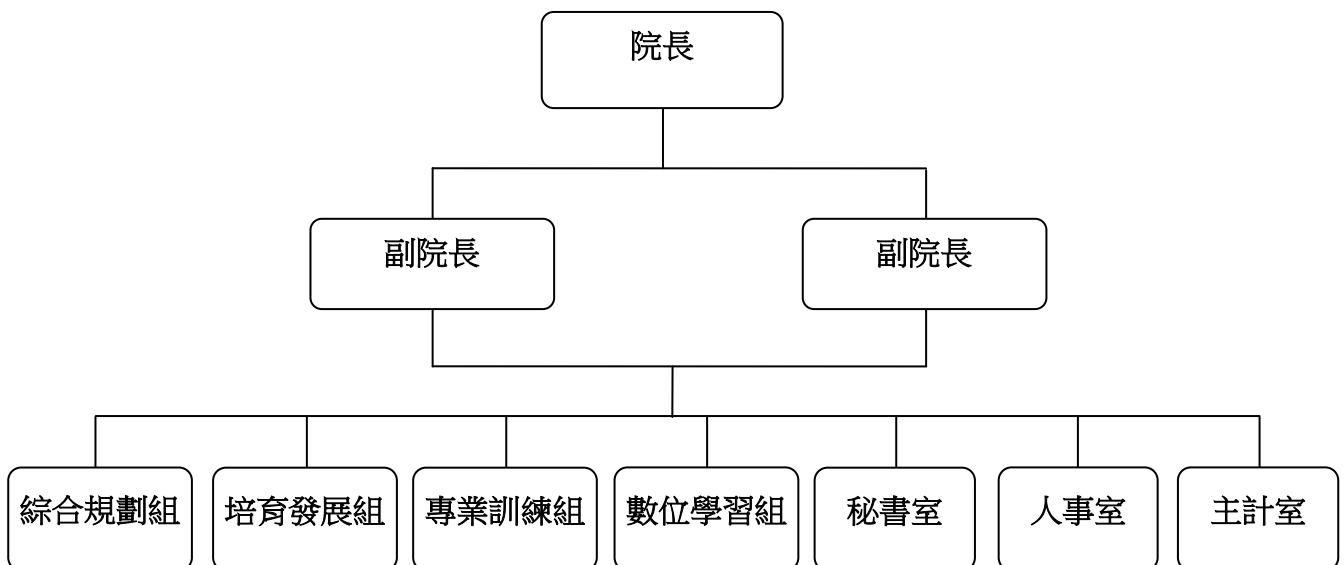 院長
副院長
副院長
綜合規劃組
培育發展組
專業訓練組
數位學習組
秘書室
人事室
主計室